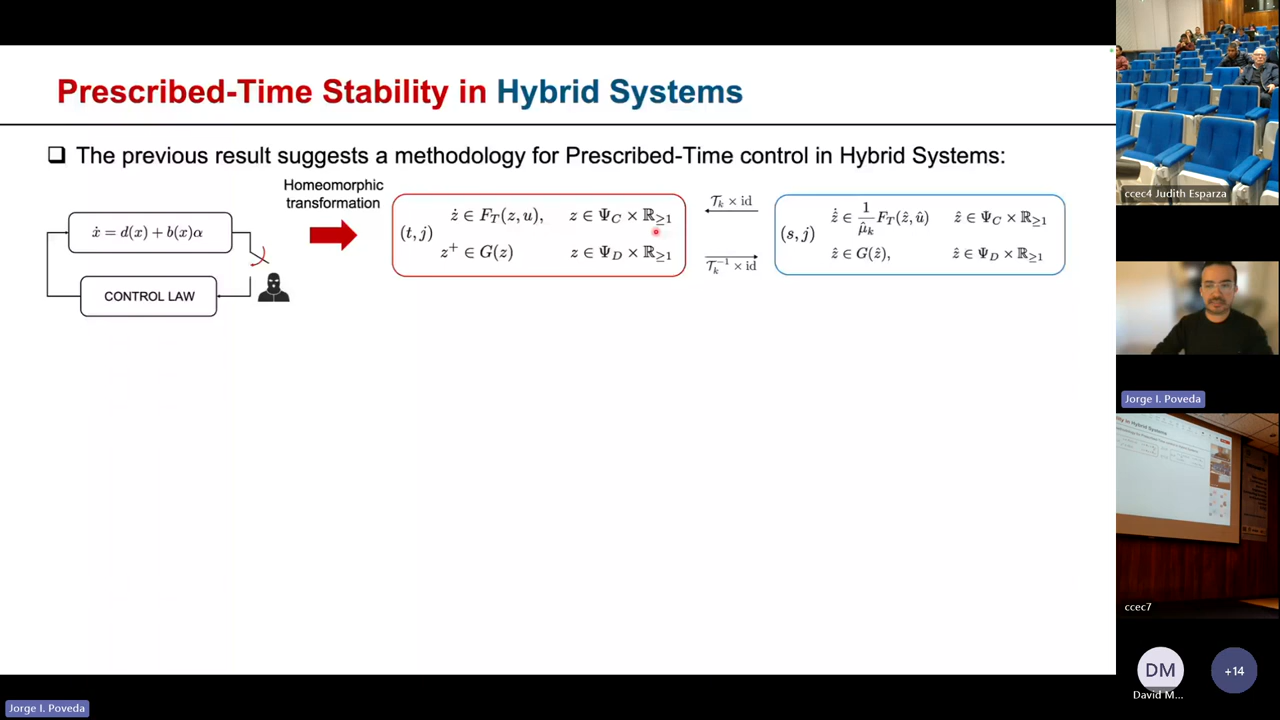 Prescribed-Time Stability in Hybrid Systems
❑ The previous result suggests a methodology for Prescribed-Time control in Hybrid Systems:
Homeomorphic
transformation
ẋ = d(x) + b(x)α
CONTROL LAW
(t, j)
ż ∈ F_T(z, u), z ∈ Ψ_C × ℝ_≥1
z⁺ ∈ G(z) z ∈ Ψ_D × ℝ_≥1
𝒯_k × id
𝒯_k^{-1} × id
(s, j)
ż̂ ∈ 1/μ̂_k F_T(ẑ, û) ẑ ∈ Ψ_C × ℝ_≥1
ẑ ∈ G(ẑ), ẑ ∈ Ψ_D × ℝ_≥1
ccec4 Judith Esparza
Jorge I. Poveda
ccec7
DM
David M...
+14
Jorge I. Poveda